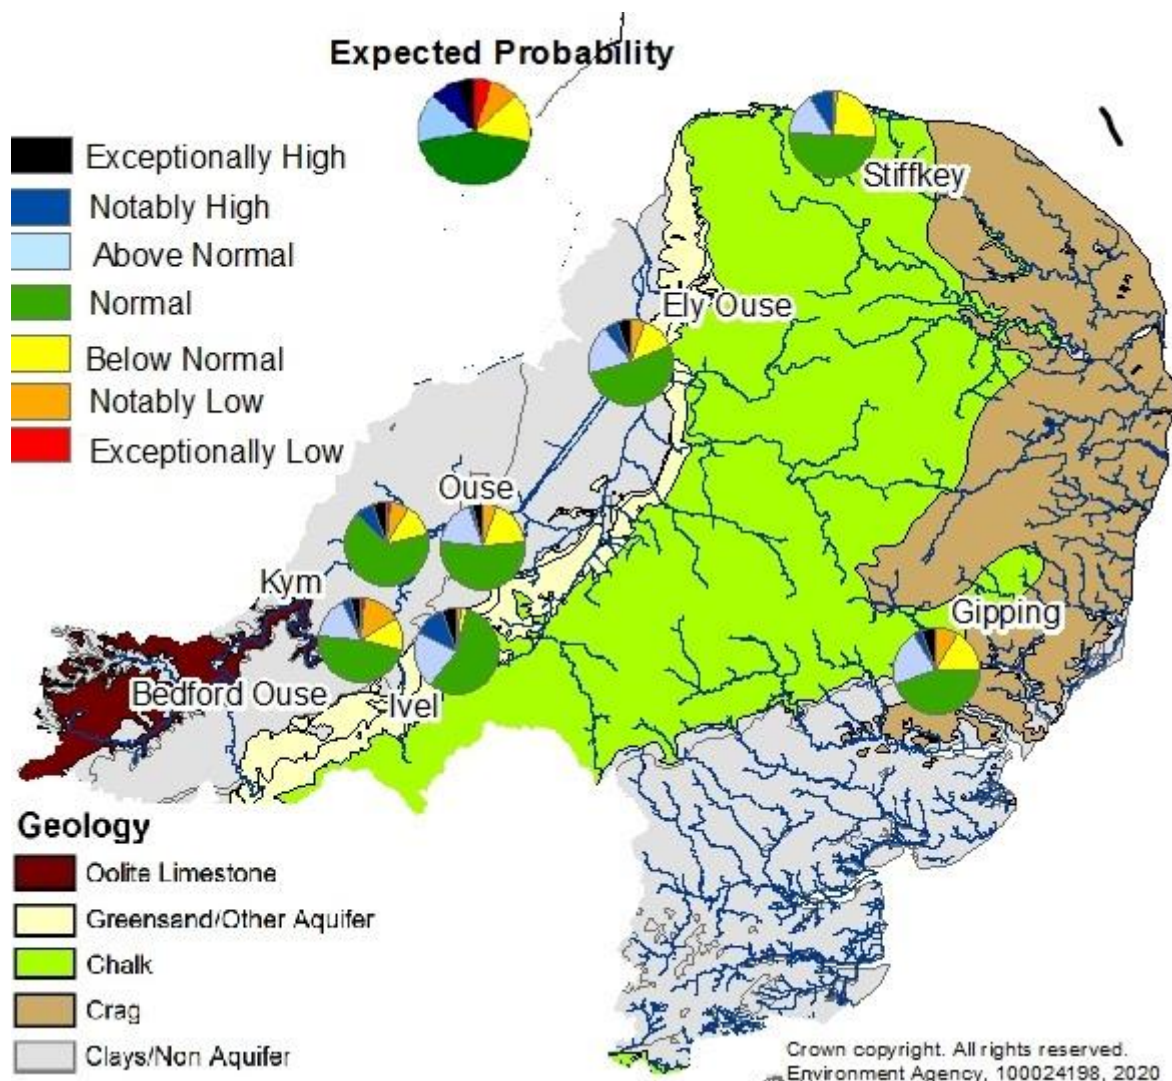 Expected Probability
Exceptionally High
Notably High
Above Normal
Normal
Below Normal
Notably Low
Exceptionally Low
Stiffkey
Ely Ouse
Ouse
Kym
Gipping
Bedford Ouse
Ivel
Geology
Oolite Limestone
Greensand/Other Aquifer
Chalk
Crag
Clays/Non Aquifer
Crown copyright. All rights reserved.
Environment Agency, 100024198, 2020